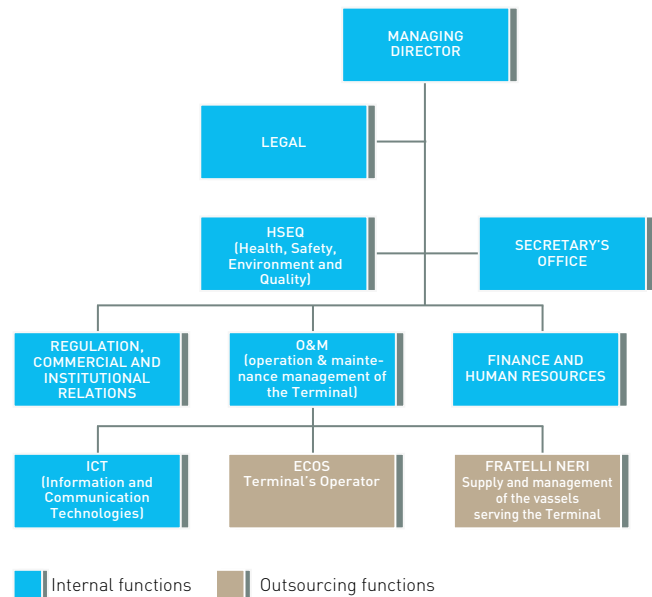 MANAGING
DIRECTOR
LEGAL
HSEQ
(Health, Safety,
Environment and
Quality)
SECRETARY'S
OFFICE
REGULATION,
COMMERCIAL AND
INSTITUTIONAL
RELATIONS
O&M
(operation & mainte-
nance management of
the Terminal)
FINANCE AND
HUMAN RESOURCES
ICT
(Information and
Communication
Technologies)
ECOS
Terminal's Operator
FRATELLI NERI
Supply and management
of the vassels
serving the Terminal
Internal functions
Outsourcing functions